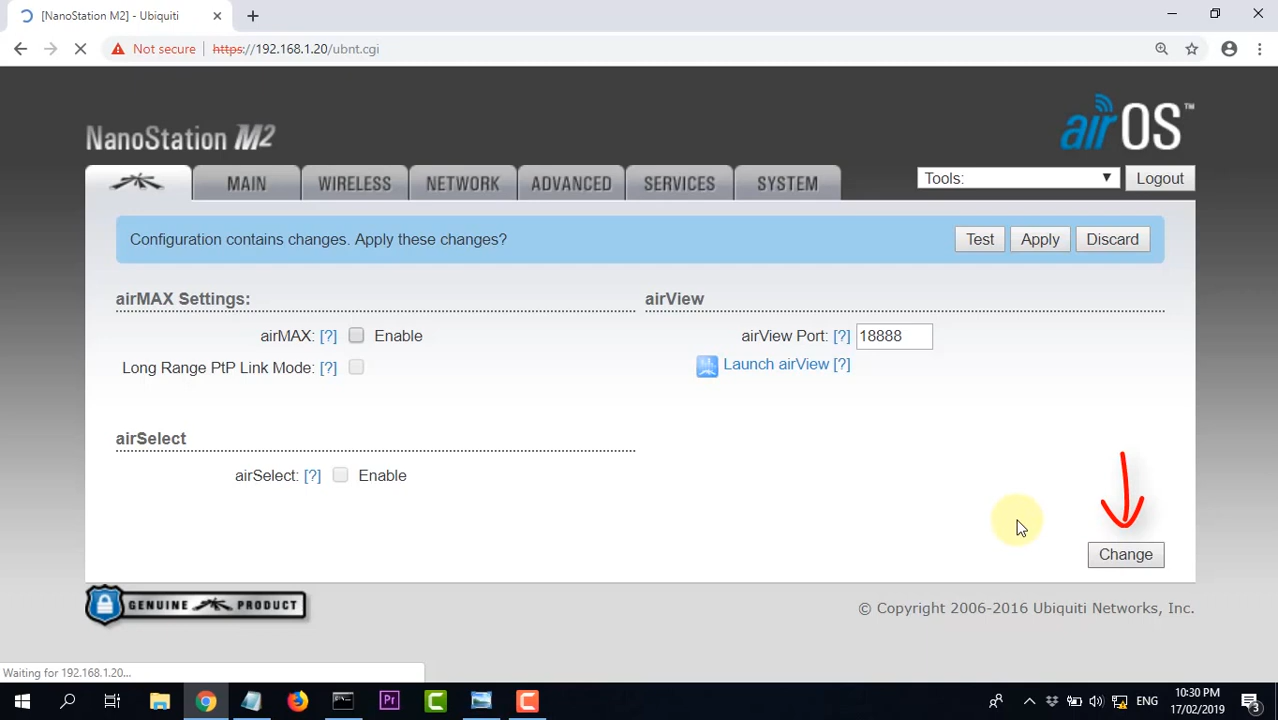 [NanoStation M2] - Ubiquiti
Not secure | https://192.168.1.20/ubnt.cgi
NanoStation M2
airOS™
MAIN WIRELESS NETWORK ADVANCED SERVICES SYSTEM
Tools: Logout
Configuration contains changes. Apply these changes? Test Apply Discard
airMAX Settings:
airMAX: [?] Enable
Long Range PtP Link Mode: [?]
airView
airView Port: [?] 18888
Launch airView [?]
airSelect
airSelect: [?] Enable
Change
GENUINE PRODUCT
© Copyright 2006-2016 Ubiquiti Networks, Inc.
Waiting for 192.168.1.20...
Pr C C ENG
10:30 PM
17/02/2019
3